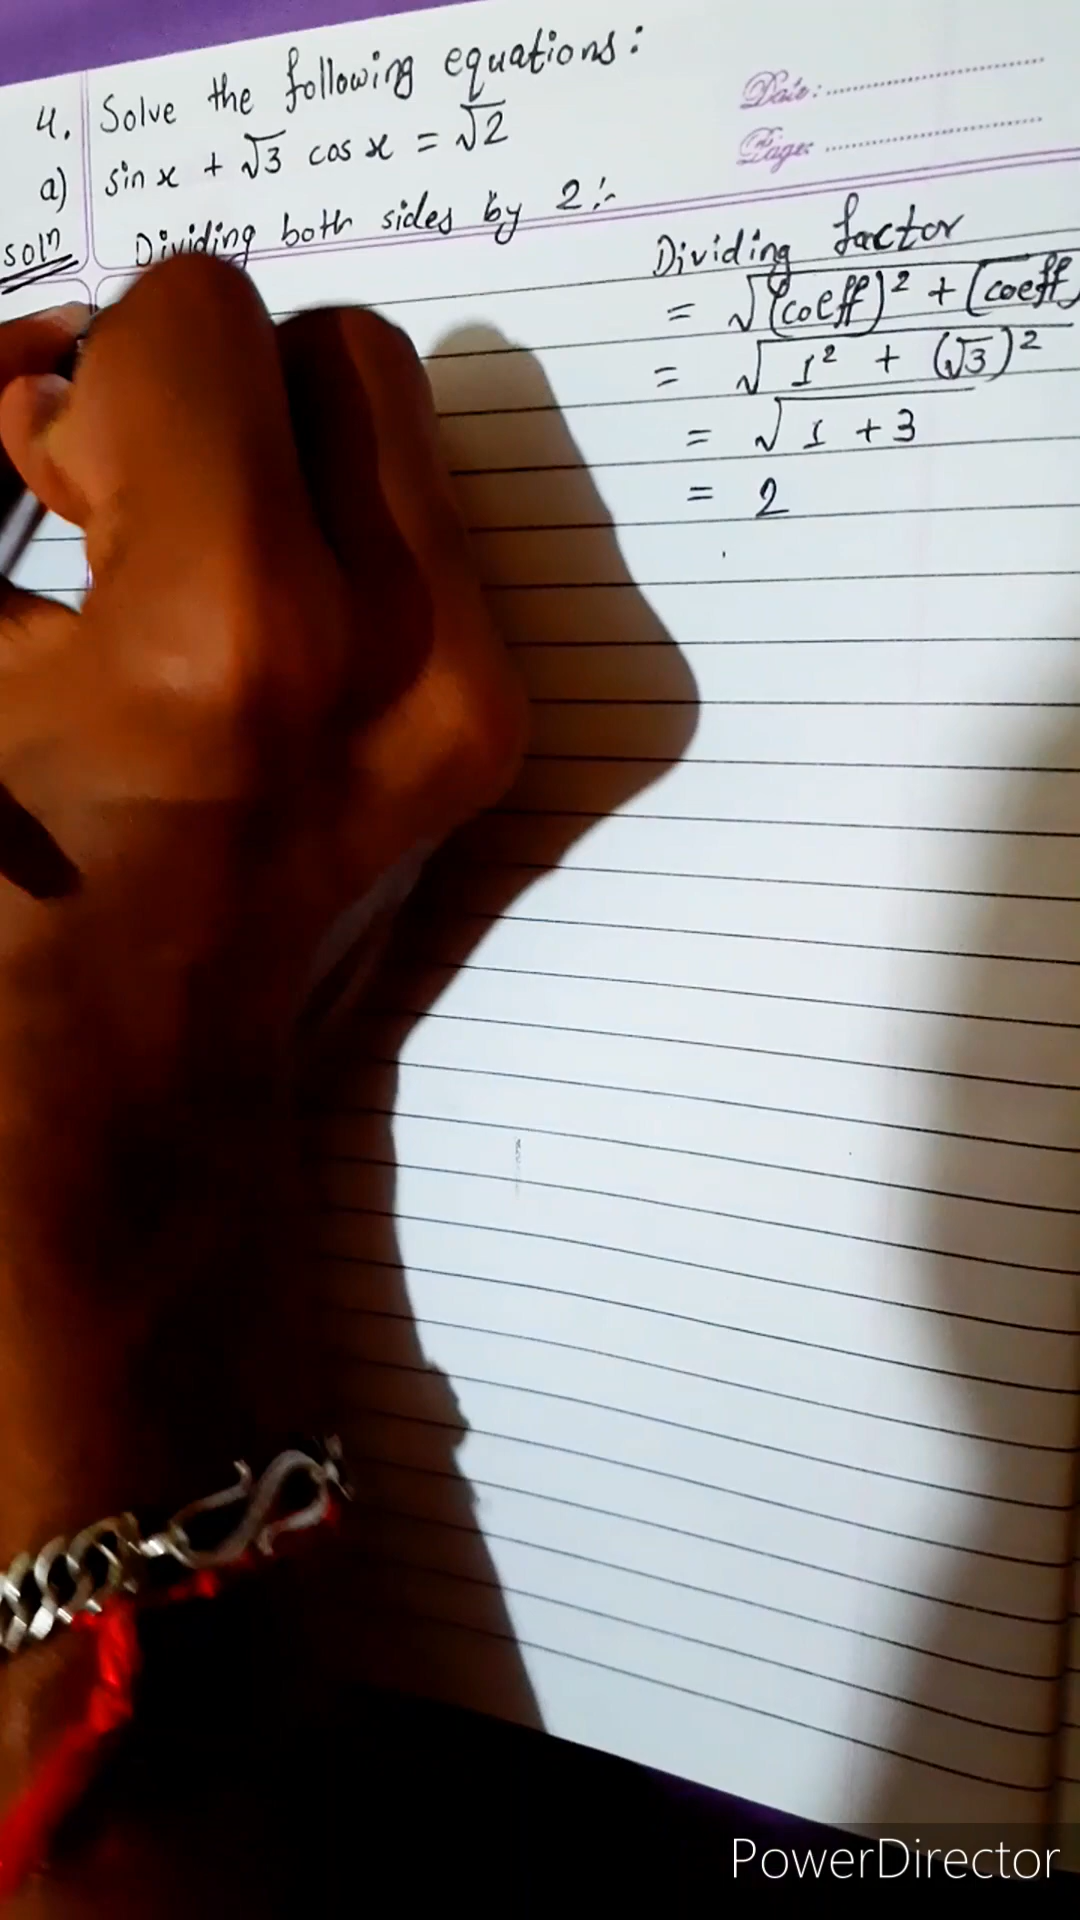 4. Solve the following equations:
a) sin x + √3 cos x = √2
Date:
Page:
soln Dividing both sides by 2:-
Dividing factor
= √(coeff)² + (coeff
= √1² + (√3)²
= √1 + 3
= 2
PowerDirector